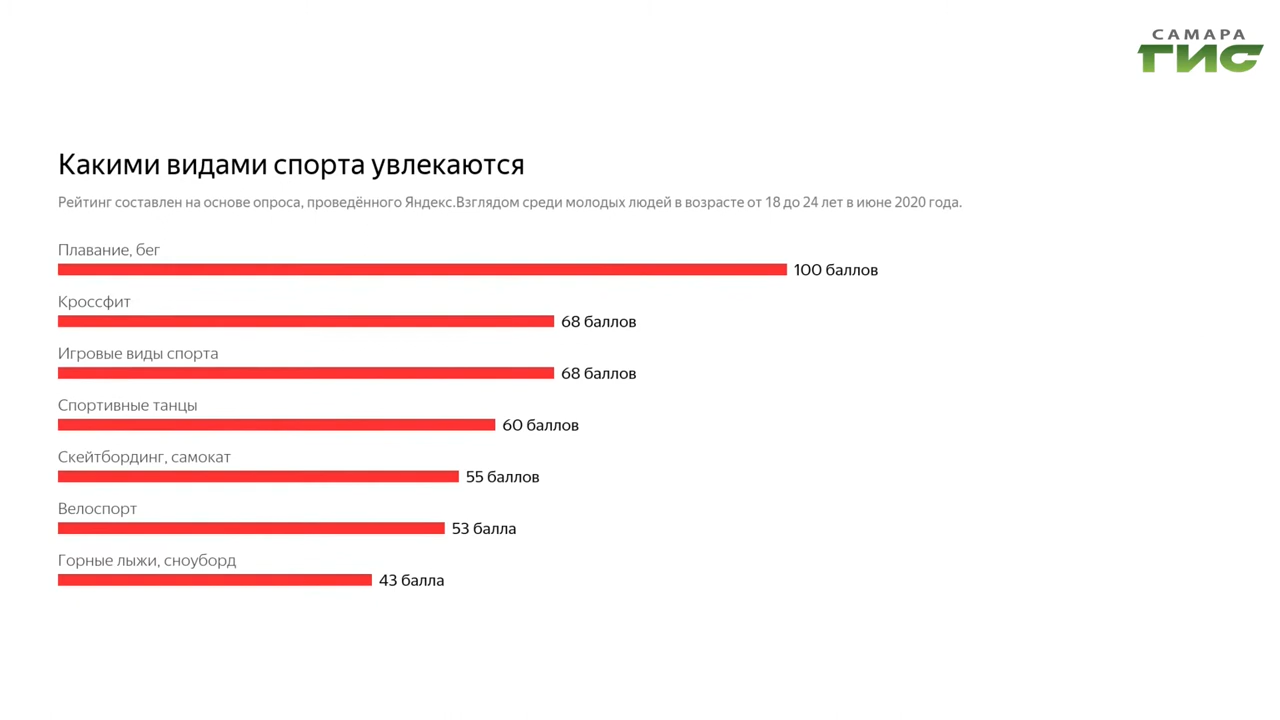 САМАРА
ГИС
Какими видами спорта увлекаются
Рейтинг составлен на основе опроса, проведённого Яндекс.Взглядом среди молодых людей в возрасте от 18 до 24 лет в июне 2020 года.
Плавание, бег
100 баллов
Кроссфит
68 баллов
Игровые виды спорта
68 баллов
Спортивные танцы
60 баллов
Скейтбординг, самокат
55 баллов
Велоспорт
53 балла
Горные лыжи, сноуборд
43 балла